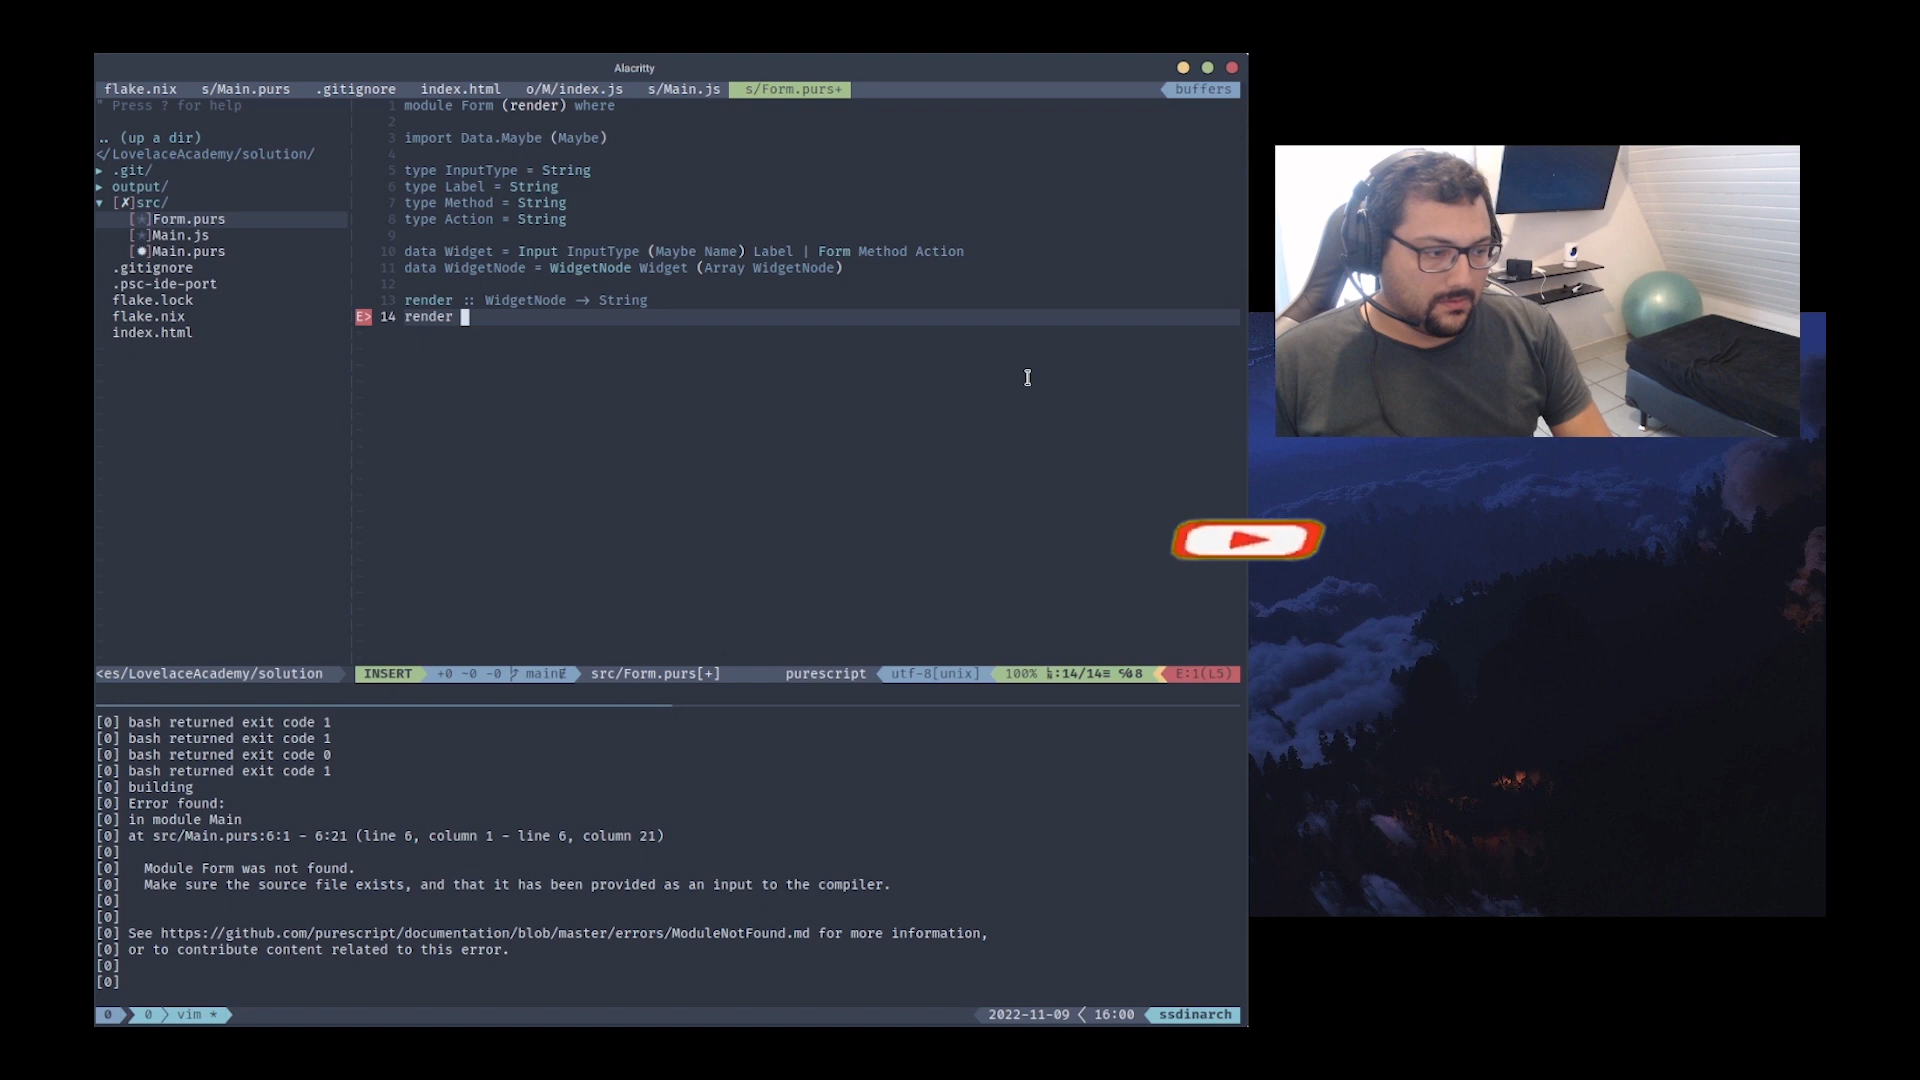 Alacritty
flake.nix s/Main.purs .gitignore index.html o/M/index.js s/Main.js s/Form.purs+ buffers
" Press ? for help
.. (up a dir)
</LovelaceAcademy/solution/
▸ .git/
▸ output/
▾ [✗]src/
[★]Form.purs
[★]Main.js
[✹]Main.purs
.gitignore
.psc-ide-port
flake.lock
flake.nix
index.html
1 module Form (render) where
2
3 import Data.Maybe (Maybe)
4
5 type InputType = String
6 type Label = String
7 type Method = String
8 type Action = String
9
10 data Widget = Input InputType (Maybe Name) Label | Form Method Action
11 data WidgetNode = WidgetNode Widget (Array WidgetNode)
12
13 render :: WidgetNode → String
E> 14 render
<es/LovelaceAcademy/solution INSERT +0 ~0 -0 main src/Form.purs[+] purescript utf-8[unix] 100% :14/14≡ ℅8 E:1(L5)
[0] bash returned exit code 1
[0] bash returned exit code 1
[0] bash returned exit code 0
[0] bash returned exit code 1
[0] building
[0] Error found:
[0] in module Main
[0] at src/Main.purs:6:1 - 6:21 (line 6, column 1 - line 6, column 21)
[0]
[0] Module Form was not found.
[0] Make sure the source file exists, and that it has been provided as an input to the compiler.
[0]
[0]
[0] See https://github.com/purescript/documentation/blob/master/errors/ModuleNotFound.md for more information,
[0] or to contribute content related to this error.
[0]
[0]
0 0 vim * 2022-11-09 16:00 ssdinarch